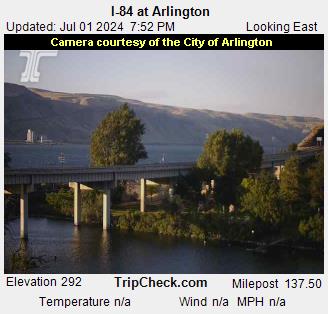 I-84 at Arlington
Updated: Jul 01 2024 7:52 PM Looking East
Camera courtesy of the City of Arlington
Elevation 292 TripCheck.com Milepost 137.50
Temperature n/a Wind n/a MPH n/a